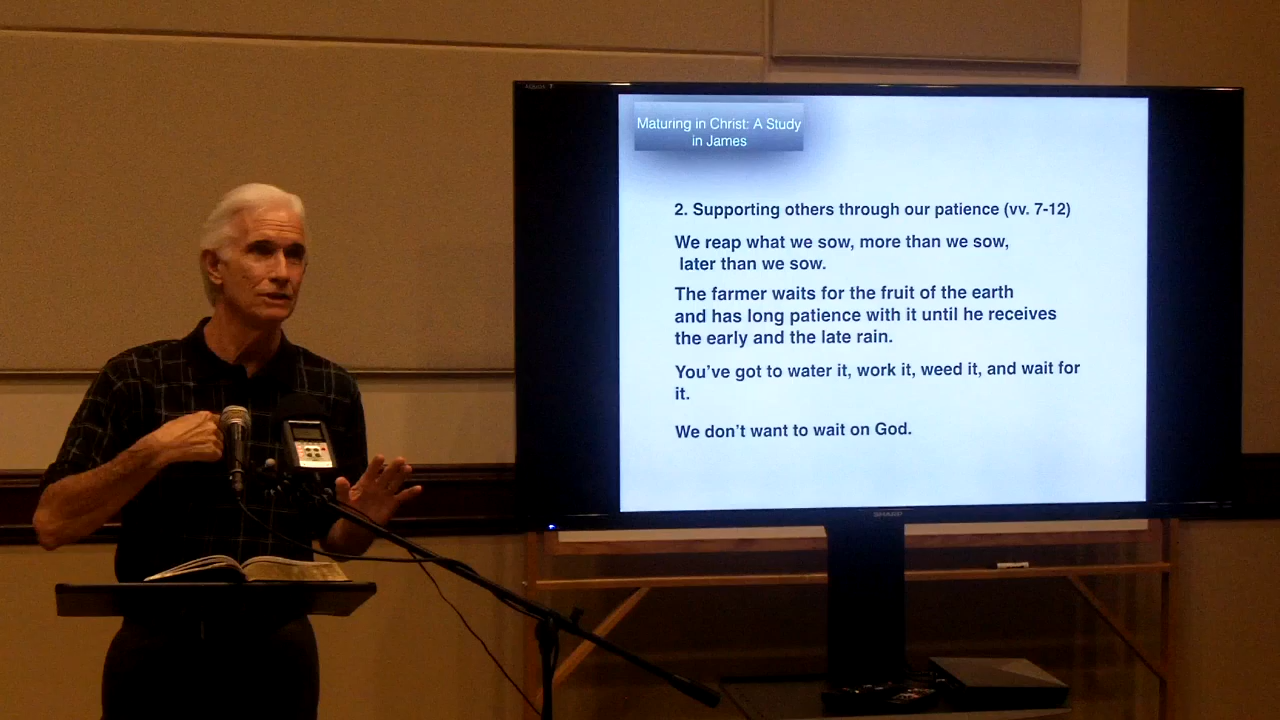 Maturing in Christ: A Study
in James
2. Supporting others through our patience (vv. 7-12)
We reap what we sow, more than we sow,
later than we sow.
The farmer waits for the fruit of the earth
and has long patience with it until he receives
the early and the late rain.
You've got to water it, work it, weed it, and wait for
it.
We don't want to wait on God.
SHARP